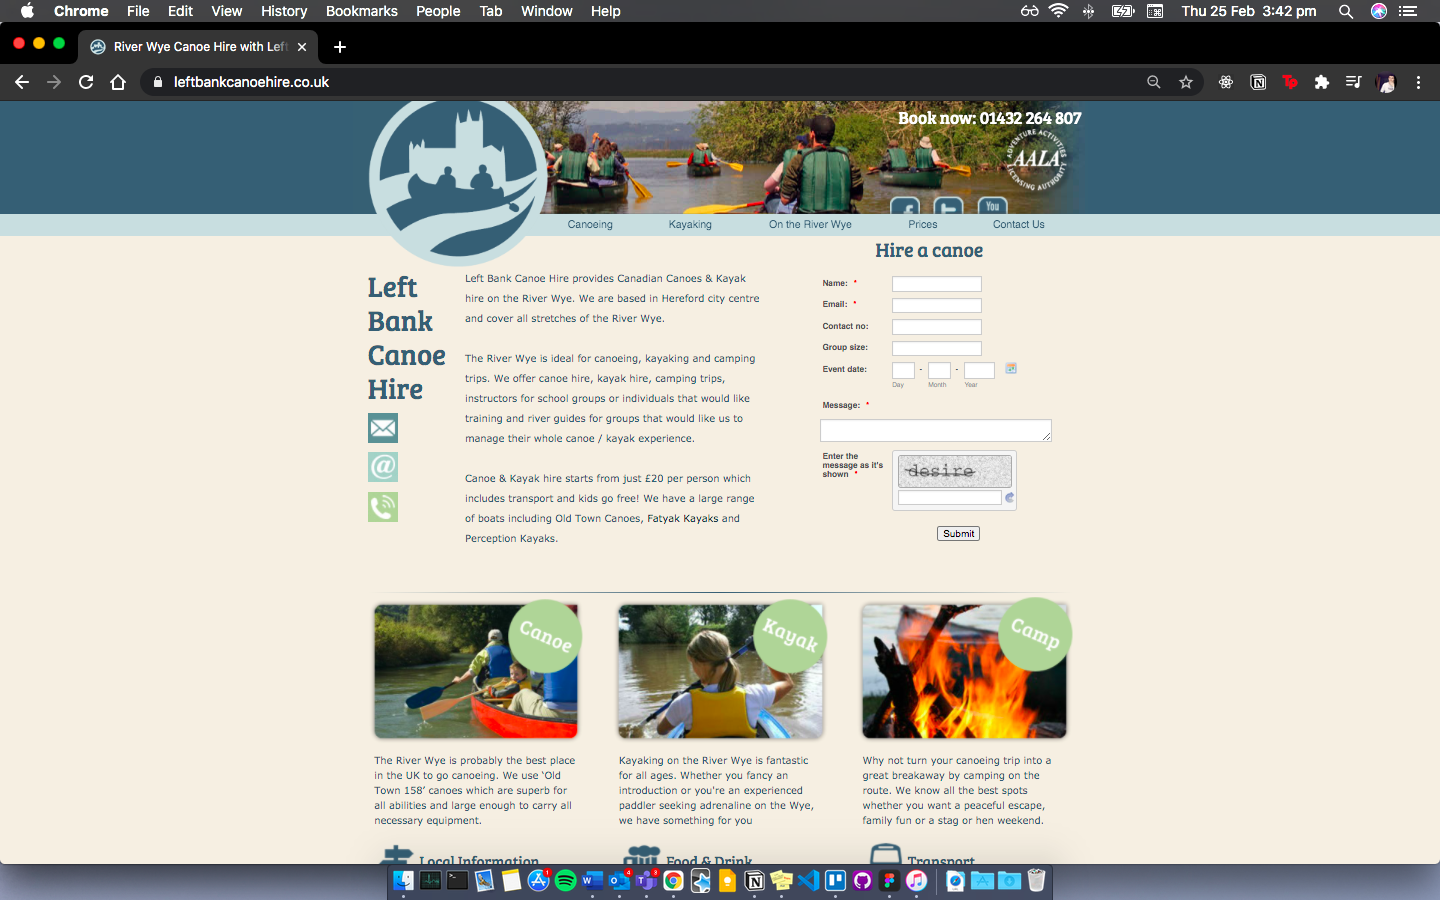 Chrome File Edit View History Bookmarks People Tab Window Help Thu 25 Feb 3:42 pm
River Wye Canoe Hire with Left
leftbankcanoehire.co.uk
Book now: 01432 264 807
ADVENTURE ACTIVITIES
AALA
LICENSING AUTHORITY
You
Canoeing Kayaking On the River Wye Prices Contact Us
Left
Bank
Canoe
Hire
Left Bank Canoe Hire provides Canadian Canoes & Kayak
hire on the River Wye. We are based in Hereford city centre
and cover all stretches of the River Wye.
The River Wye is ideal for canoeing, kayaking and camping
trips. We offer canoe hire, kayak hire, camping trips,
instructors for school groups or individuals that would like
training and river guides for groups that would like us to
manage their whole canoe / kayak experience.
Canoe & Kayak hire starts from just £20 per person which
includes transport and kids go free! We have a large range
of boats including Old Town Canoes, Fatyak Kayaks and
Perception Kayaks.
Hire a canoe
Name: *
Email: *
Contact no:
Group size:
Event date: - -
Day Month Year
Message: *
Enter the
message as it's
shown *
desire
Submit
Canoe
Kayak
Camp
The River Wye is probably the best place
in the UK to go canoeing. We use ‘Old
Town 158’ canoes which are superb for
all abilities and large enough to carry all
necessary equipment.
Kayaking on the River Wye is fantastic
for all ages. Whether you fancy an
introduction or you're an experienced
paddler seeking adrenaline on the Wye,
we have something for you
Why not turn your canoeing trip into a
great breakaway by camping on the
route. We know all the best spots
whether you want a peaceful escape,
family fun or a stag or hen weekend.
Local Information
Food & Drink
Transport